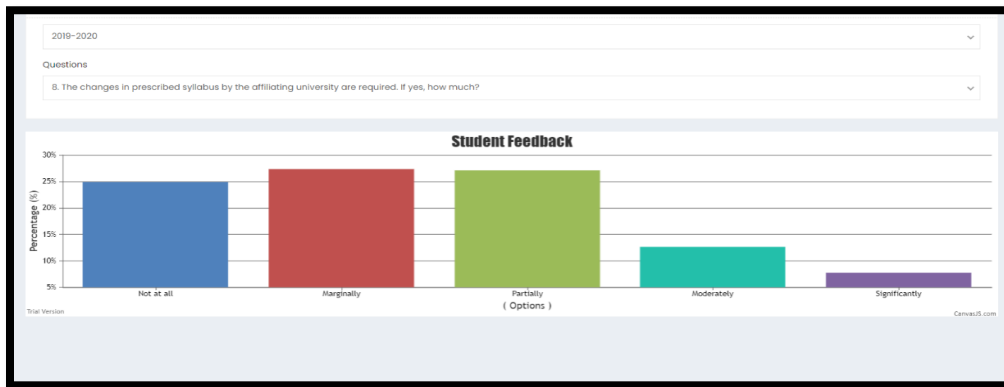 2019-2020
Questions
8. The changes in prescribed syllabus by the affiliating university are required. If yes, how much?
Student Feedback
30%
25%
20%
15%
10%
5%
Percentage (%)
Not at all
Marginally
Partially
Moderately
Significantly
( Options )
Trial Version
CanvasJS.com